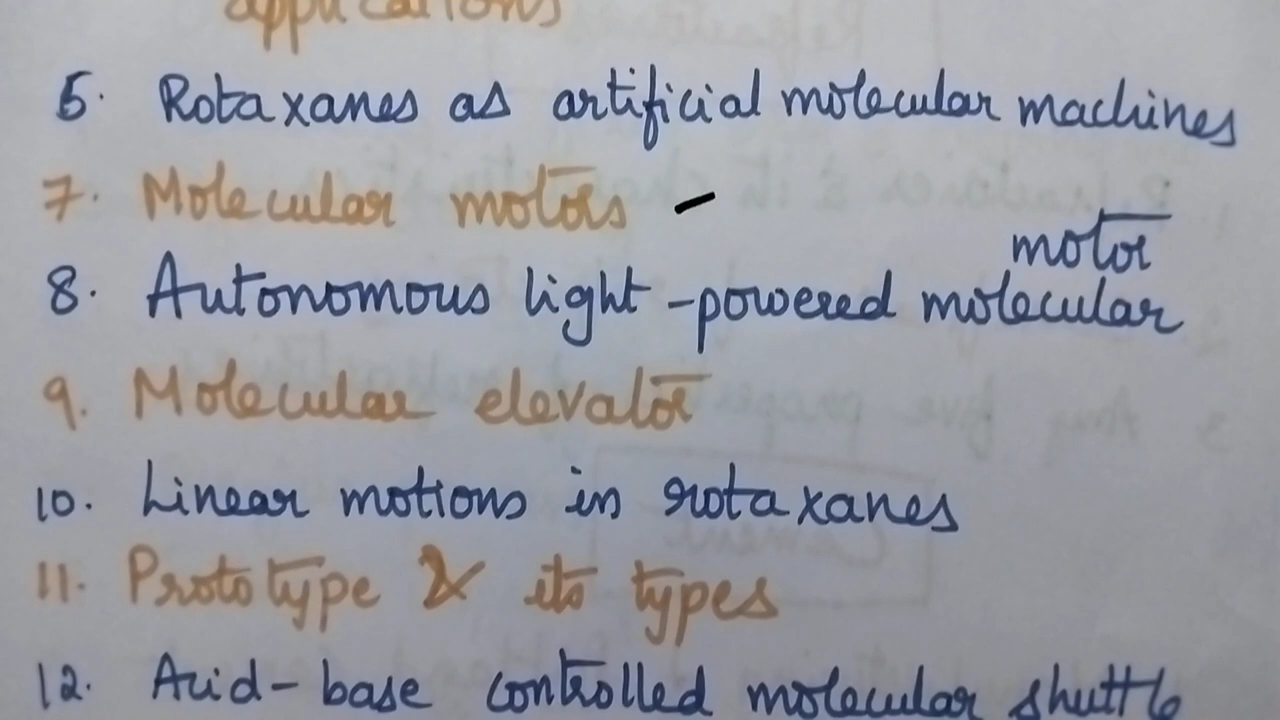 applications
5. Rotaxanes as artificial molecular machines
7. Molecular motors -
motor
8. Autonomous light-powered molecular
9. Molecular elevator
10. Linear motions in rotaxanes
11. Prototype & its types
12. Acid-base controlled molecular shuttle